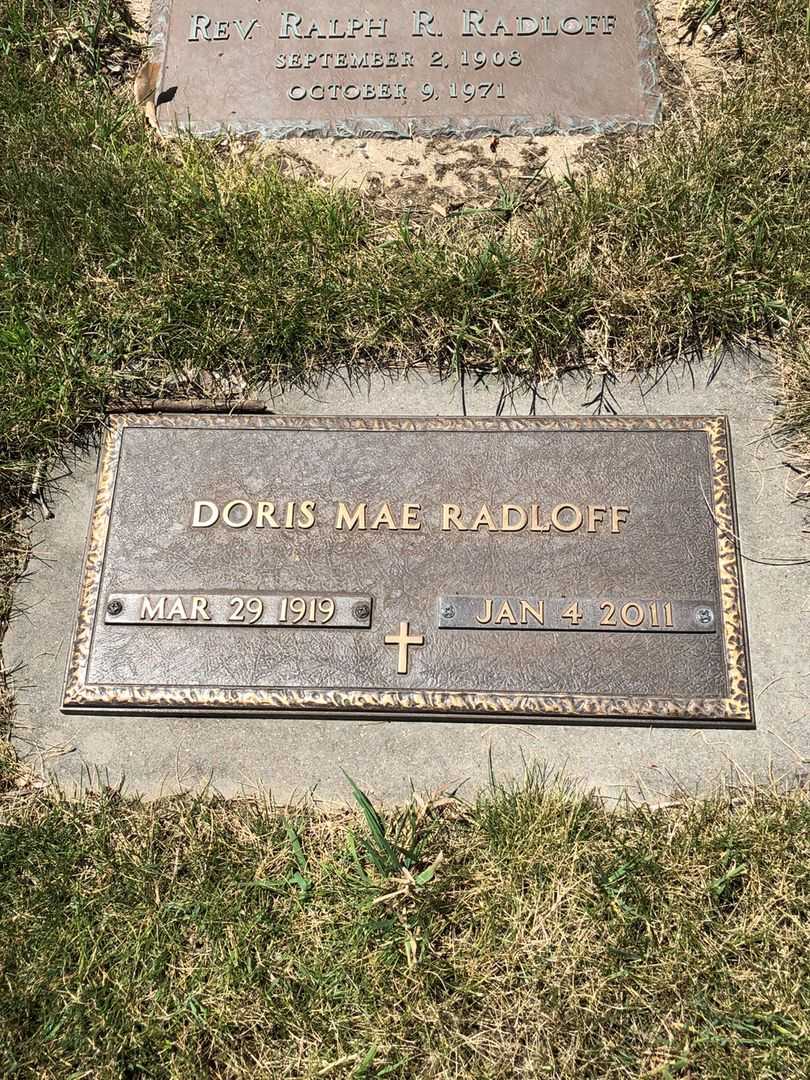 REV. RALPH R. RADLOFF
SEPTEMBER 2, 1908
OCTOBER 9, 1971
DORIS MAE RADLOFF
MAR 29 1919
JAN 4 2011